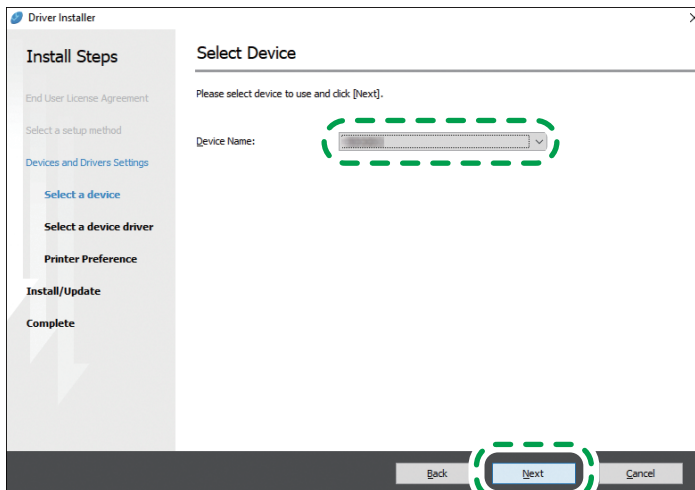 Driver Installer
Install Steps
End User License Agreement
Select a setup method
Devices and Drivers Settings
Select a device
Select a device driver
Printer Preference
Install/Update
Complete
Select Device
Please select device to use and click [Next].
Device Name:
Back
Next
Cancel